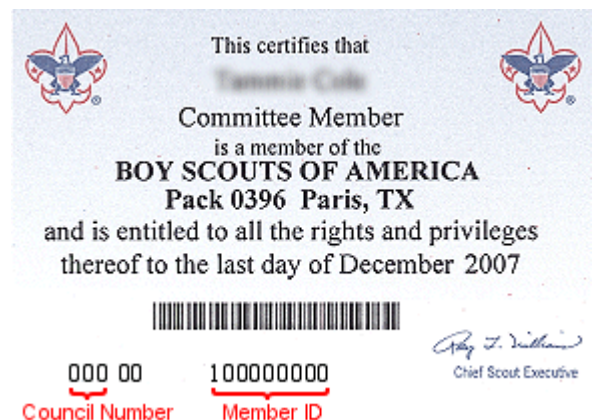 This certifies that
Committee Member
is a member of the
BOY SCOUTS OF AMERICA
Pack 0396 Paris, TX
and is entitled to all the rights and privileges
thereof to the last day of December 2007
Chief Scout Executive
000 00 100000000
Council Number Member ID